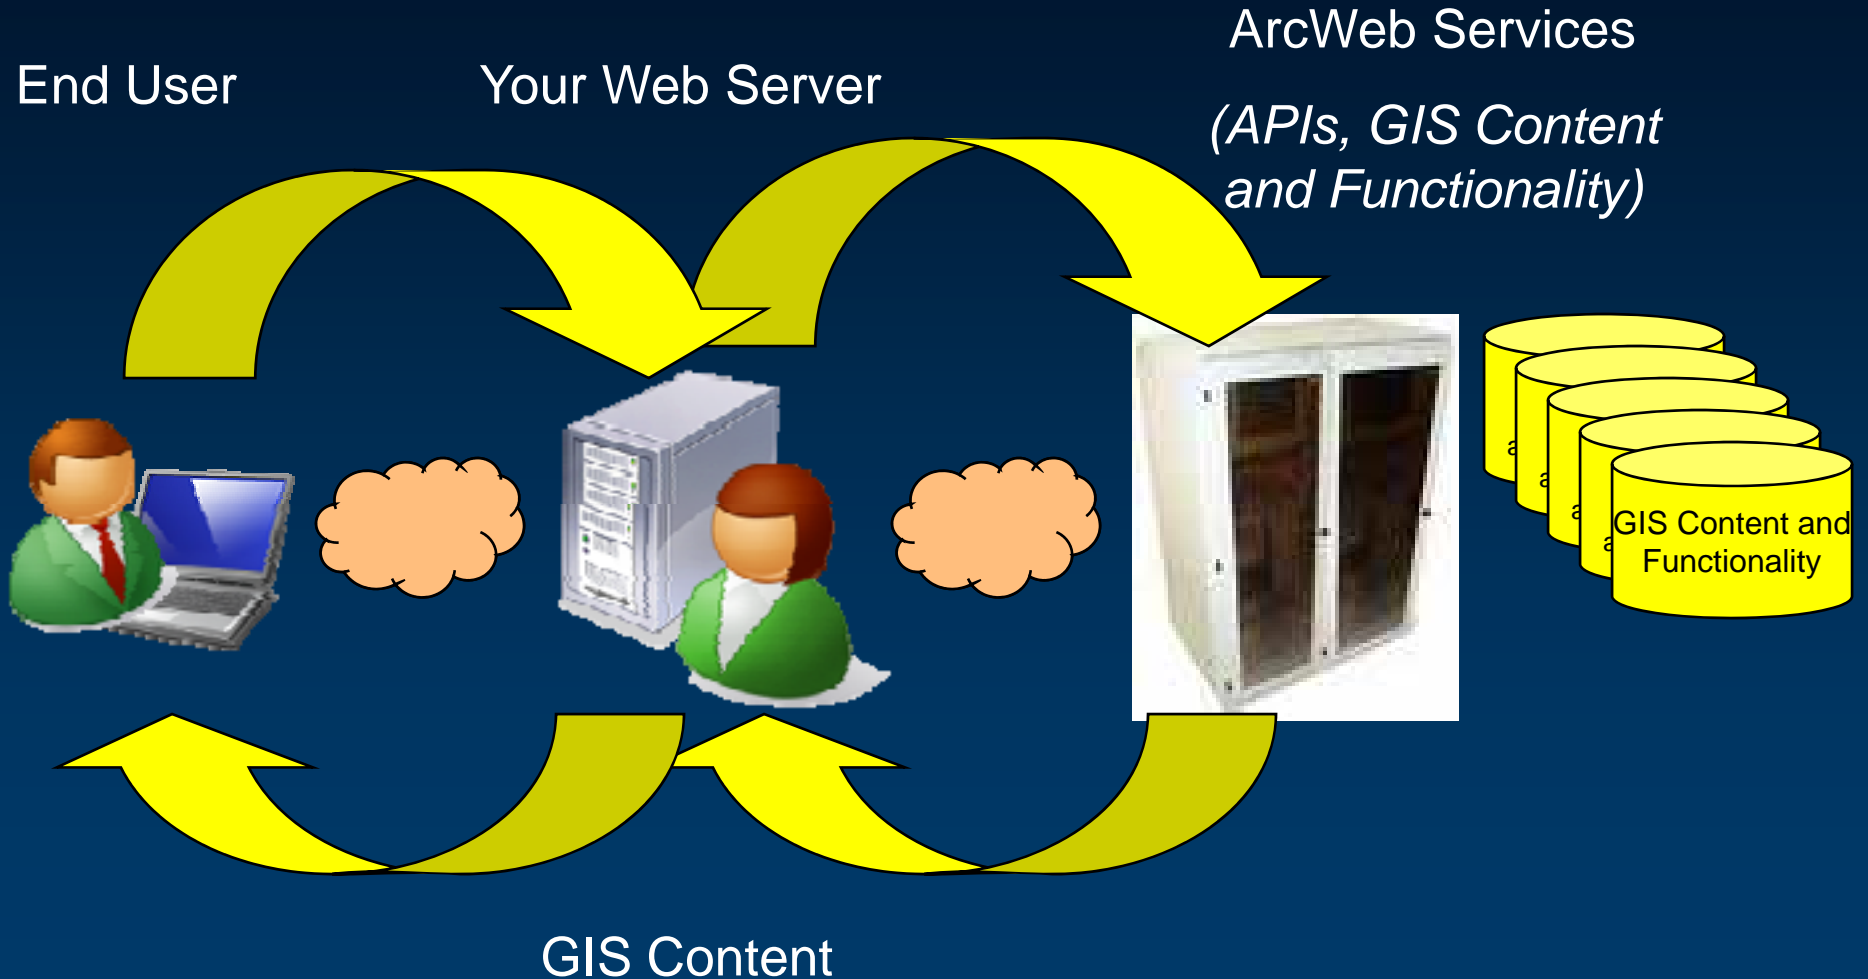 ArcWeb Services
End User
Your Web Server
(APIs, GIS Content
and Functionality)
GIS Content and
Functionality
GIS Content